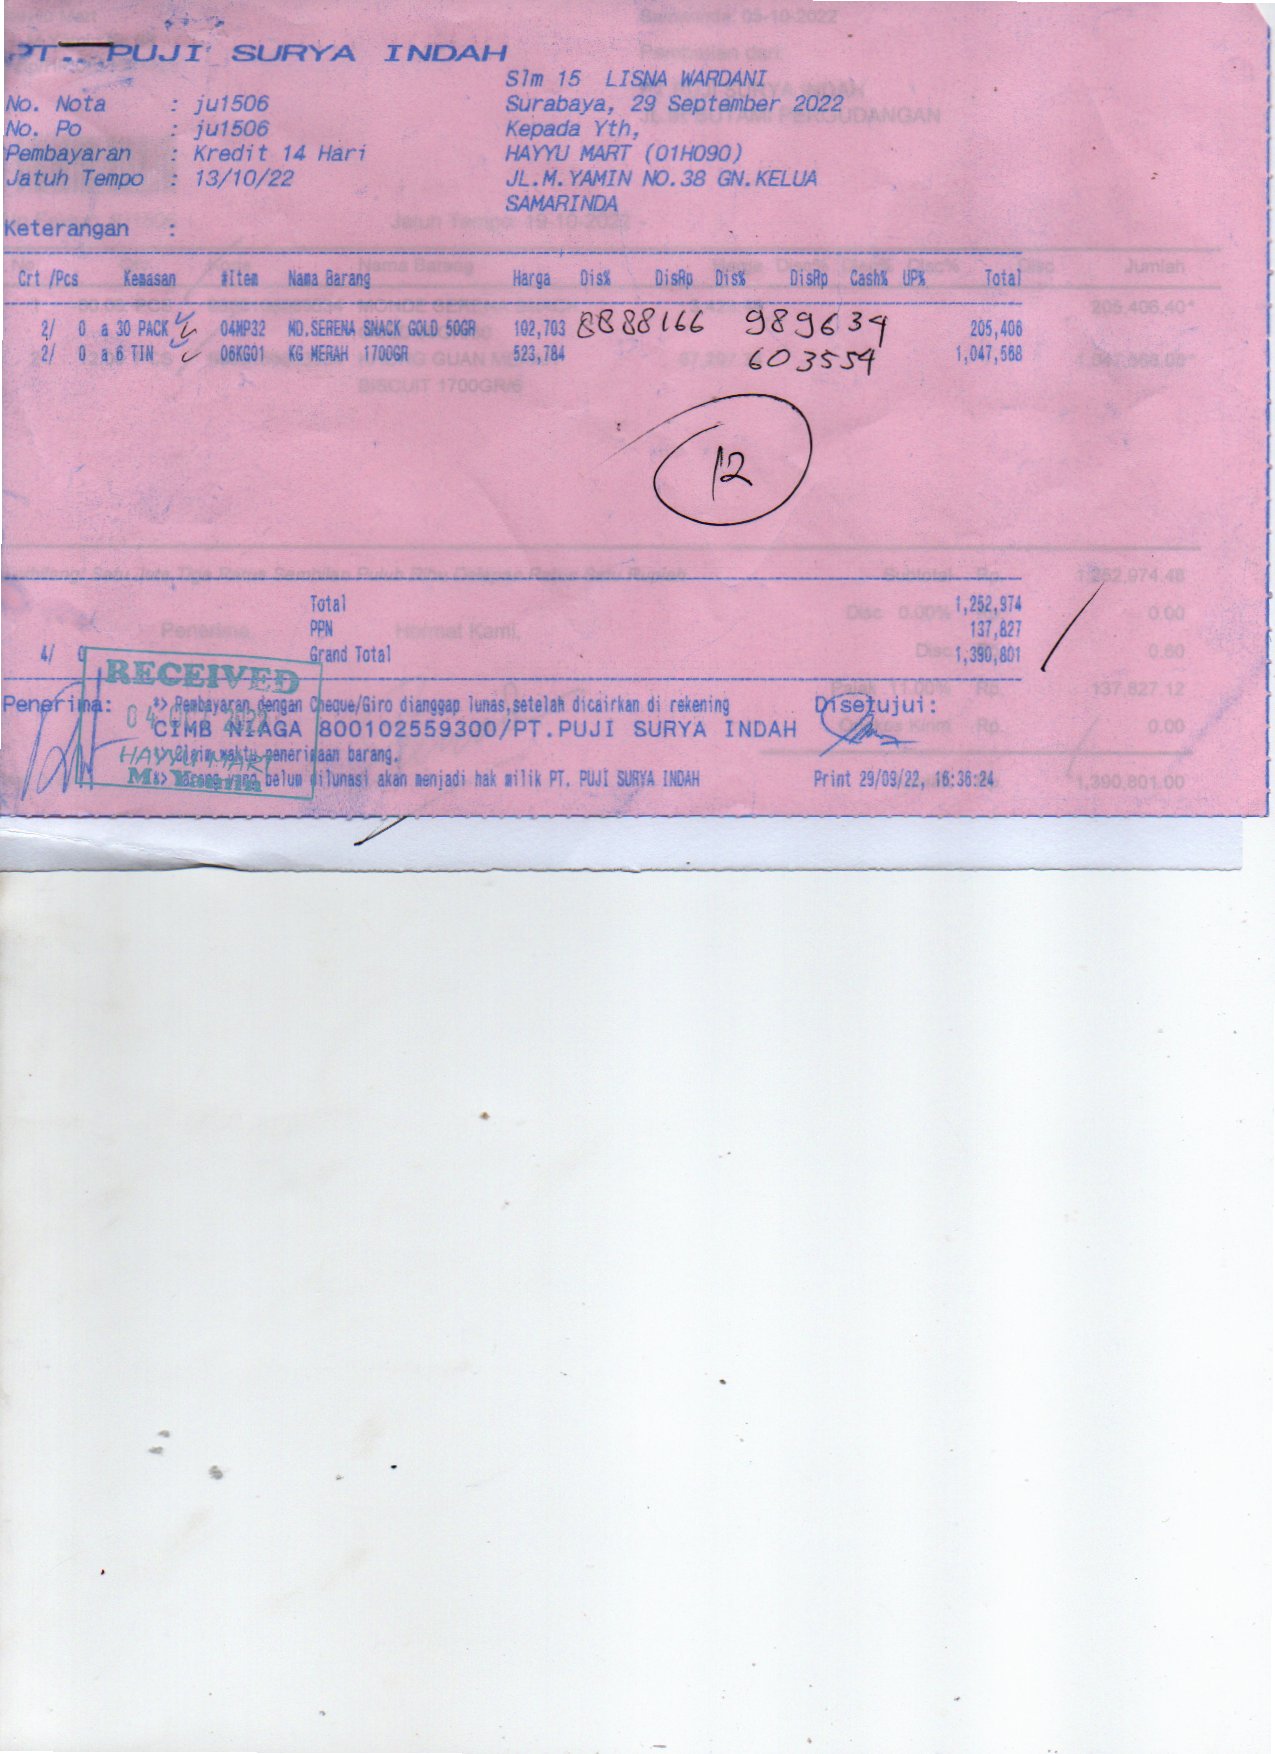 PT. PUJI SURYA INDAH
Slm 15 LISNA WARDANI
No. Nota : ju1506 Surabaya, 29 September 2022
No. Po : ju1506 Kepada Yth,
Pembayaran : Kredit 14 Hari HAYYU MART (01H090)
Jatuh Tempo : 13/10/22 JL.M.YAMIN NO.38 GN.KELUA
SAMARINDA
Keterangan :
Crt /Pcs Kemasan #Item Nama Barang Harga Dis% DisRp Dis% DisRp Cash% UP% Total
2/ 0 a 30 PACK 04MP32 MD.SERENA SNACK GOLD 50GR 102,703 8888166 989634 205,406
2/ 0 a 6 TIN 06KG01 KG MERAH 1700GR 523,784 603554 1,047,568
12
Total 1,252,974
PPN 137,827
4/ 0 Grand Total 1,390,801
RECEIVED
Penerima: *> Pembayaran dengan Cheque/Giro dianggap lunas,setelah dicairkan di rekening Disetujui:
CIMB NIAGA 800102559300/PT.PUJI SURYA INDAH
waktu penerimaan barang.
HAYYU MART
M. Yamin
yang belum dilunasi akan menjadi hak milik PT. PUJI SURYA INDAH Print 29/09/22, 16:36:24